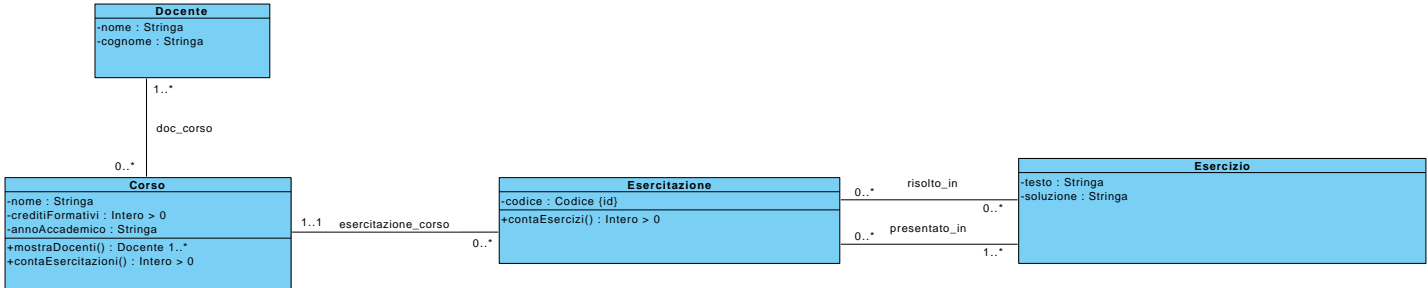 Docente
-nome : Stringa
-cognome : Stringa
1..*
doc_corso
0..*
Corso
-nome : Stringa
-creditiFormativi : Intero > 0
-annoAccademico : Stringa
+mostraDocenti() : Docente 1..*
+contaEsercitazioni() : Intero > 0
1..1
esercitazione_corso
0..*
Esercitazione
-codice : Codice {id}
+contaEsercizi() : Intero > 0
0..*
risolto_in
0..*
0..*
presentato_in
1..*
Esercizio
-testo : Stringa
-soluzione : Stringa